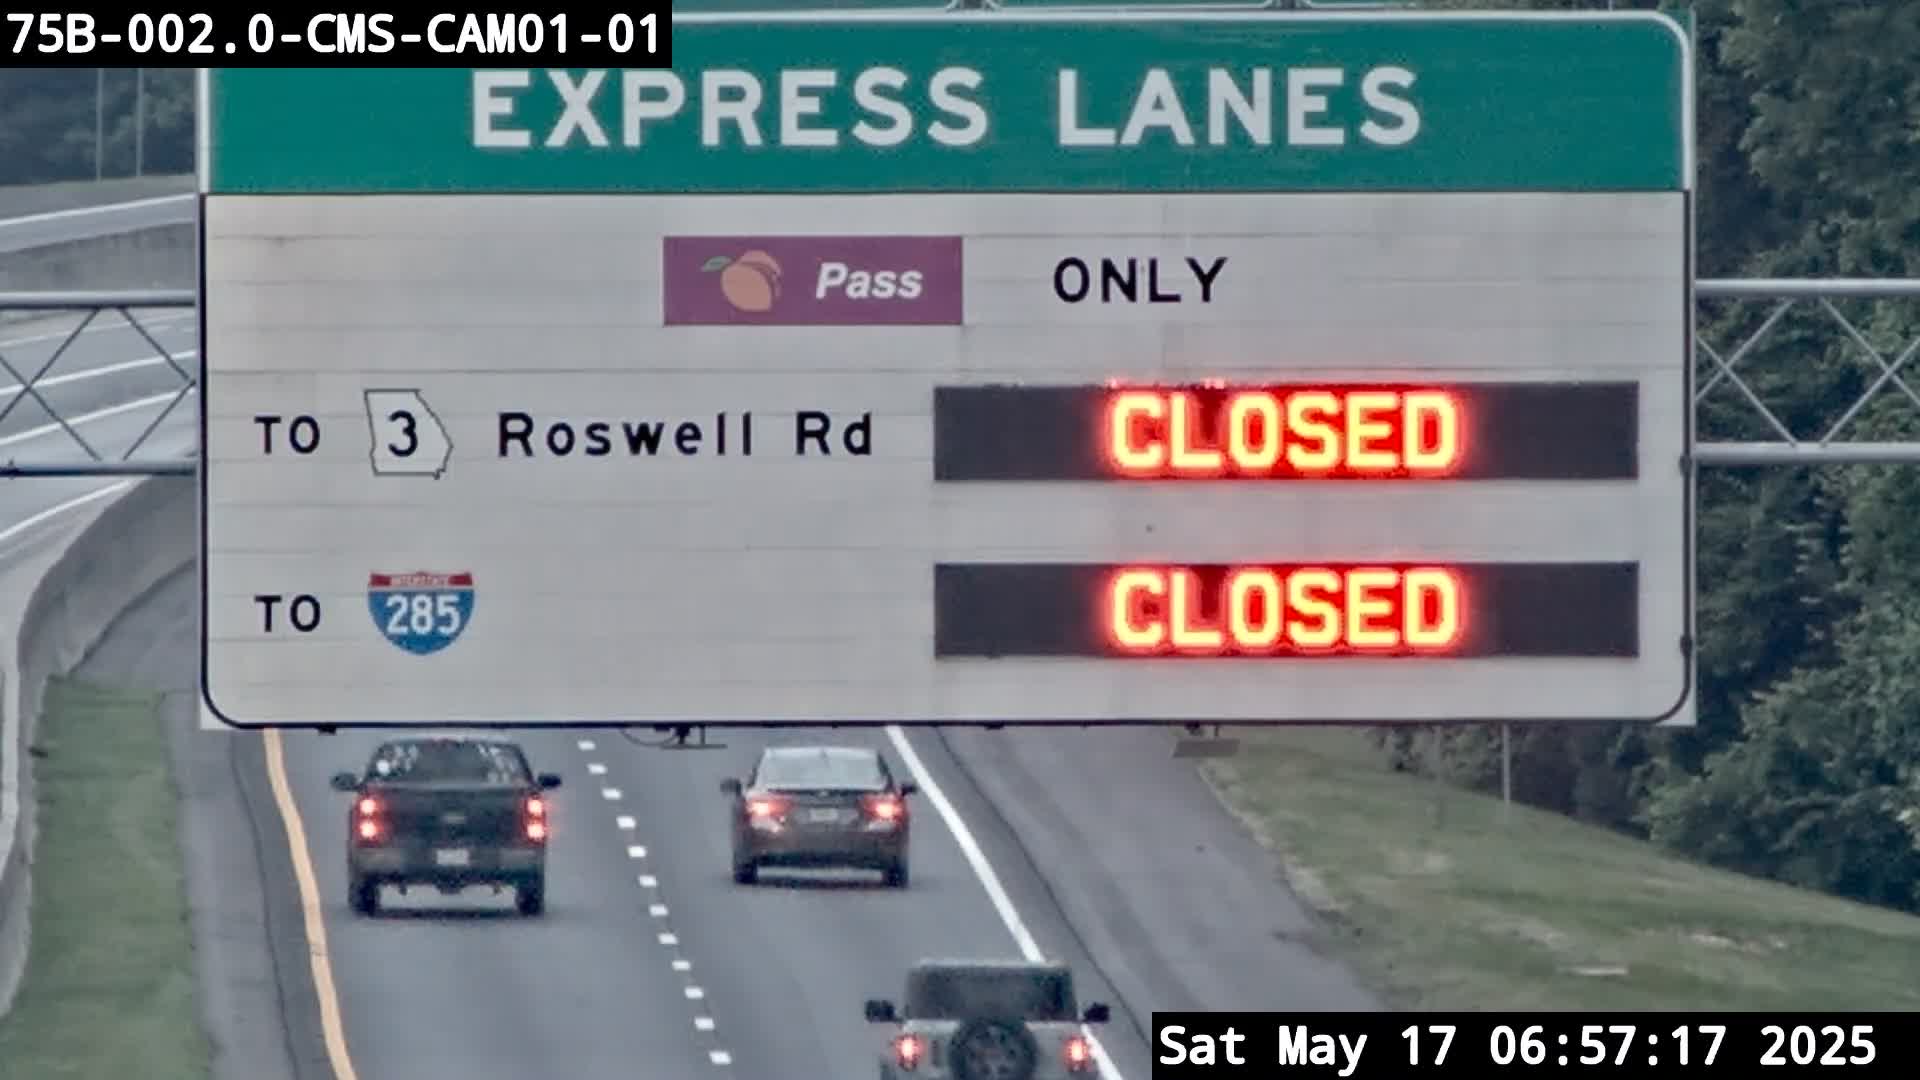 75B-002.0-CMS-CAM01-01
EXPRESS LANES
Pass ONLY
TO 3 Roswell Rd CLOSED
INTERSTATE
TO 285 CLOSED
Sat May 17 06:57:17 2025